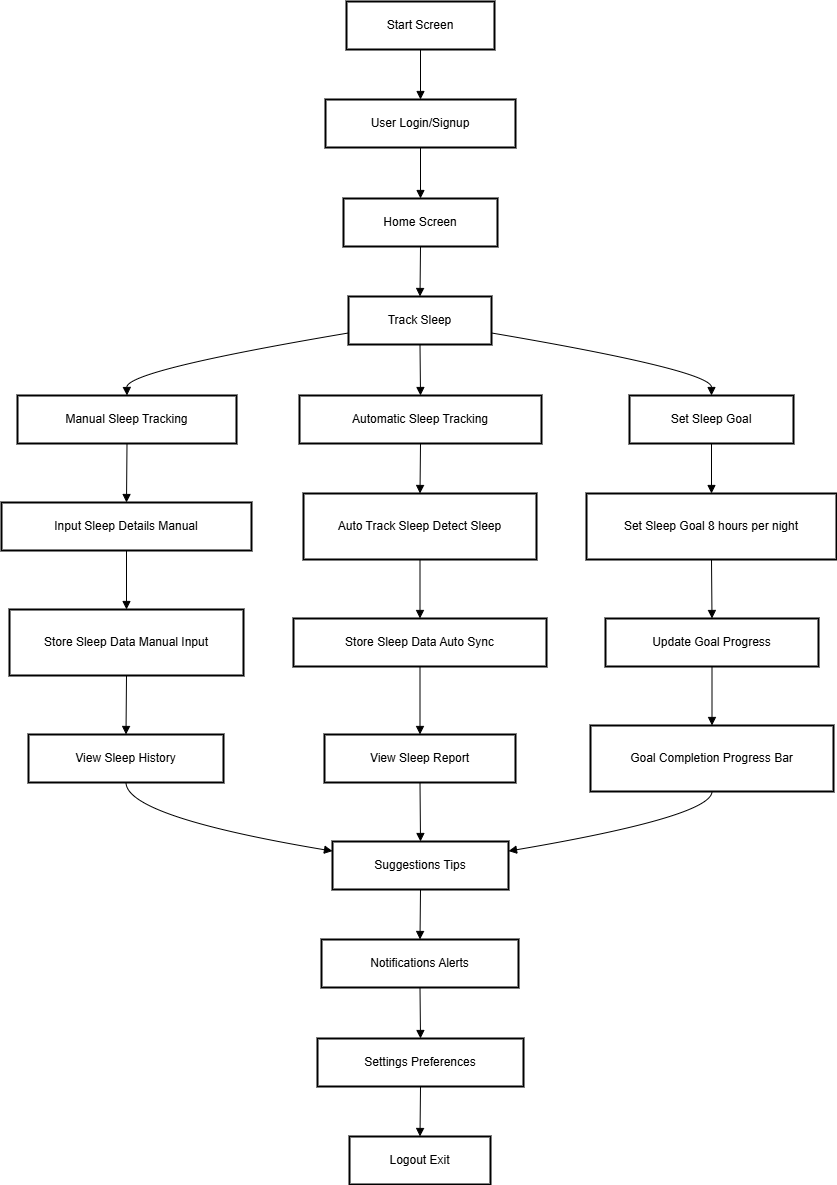 Start Screen
User Login/Signup
Home Screen
Track Sleep
Manual Sleep Tracking
Automatic Sleep Tracking
Set Sleep Goal
Input Sleep Details Manual
Auto Track Sleep Detect Sleep
Set Sleep Goal 8 hours per night
Store Sleep Data Manual Input
Store Sleep Data Auto Sync
Update Goal Progress
View Sleep History
View Sleep Report
Goal Completion Progress Bar
Suggestions Tips
Notifications Alerts
Settings Preferences
Logout Exit